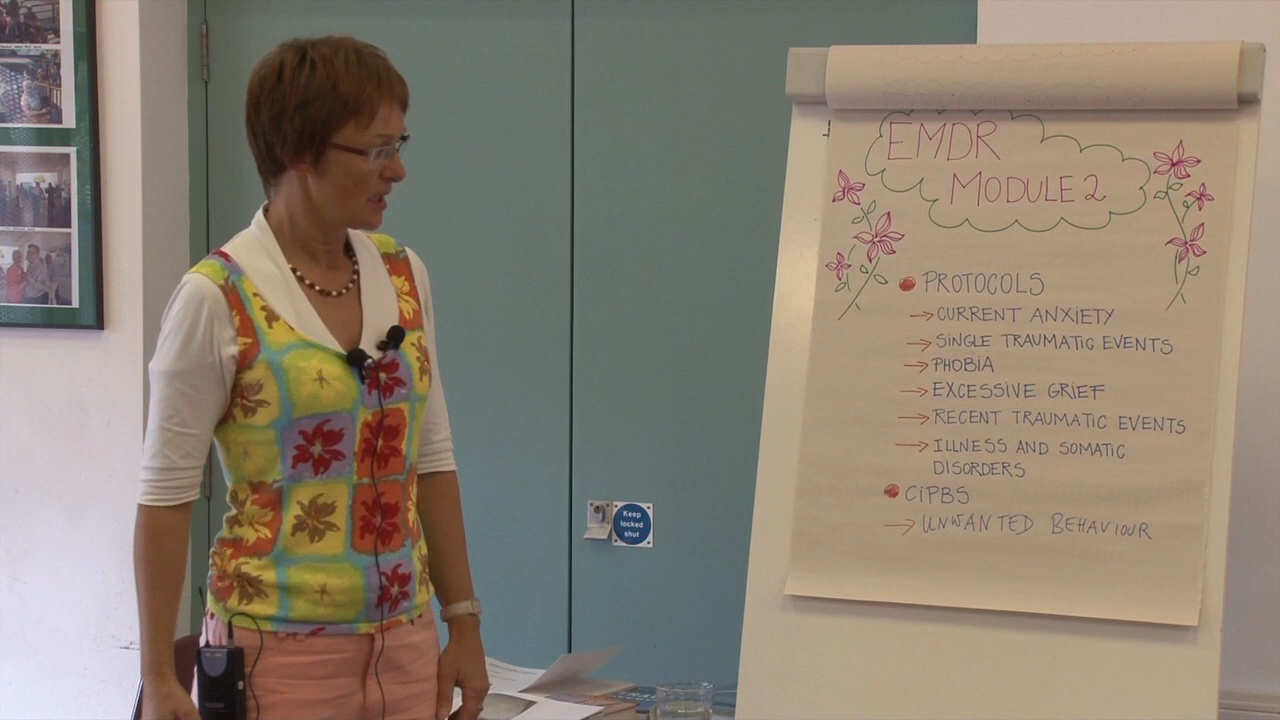 EMDR
MODULE 2
PROTOCOLS
→ CURRENT ANXIETY
→ SINGLE TRAUMATIC EVENTS
→ PHOBIA
→ EXCESSIVE GRIEF
→ RECENT TRAUMATIC EVENTS
→ ILLNESS AND SOMATIC
DISORDERS
CiPBS
→ UNWANTED BEHAVIOUR
Keep
locked
shut